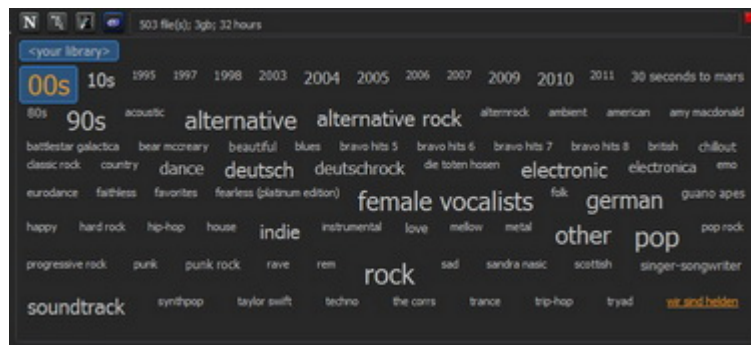 N 503 file(s); 3gb; 32 hours
<your library>
00s 10s 1995 1997 1998 2003 2004 2005 2006 2007 2009 2010 2011 30 seconds to mars
80s 90s acoustic alternative alternative rock alternrock ambient american amy macdonald
battlestar galactica bear mccreary beautiful blues bravo hits 5 bravo hits 6 bravo hits 7 bravo hits 8 british chillout
classic rock country dance deutsch deutschrock die toten hosen electronic electronica emo
eurodance faithless favorites fearless (platinum edition) female vocalists folk german guano apes
happy hard rock hip-hop house indie instrumental love mellow metal other pop pop rock
progressive rock punk punk rock rave rem rock sad sandra nasic scottish singer-songwriter
soundtrack synthpop taylor swift techno the corrs trance trip-hop tryad wir sind helden